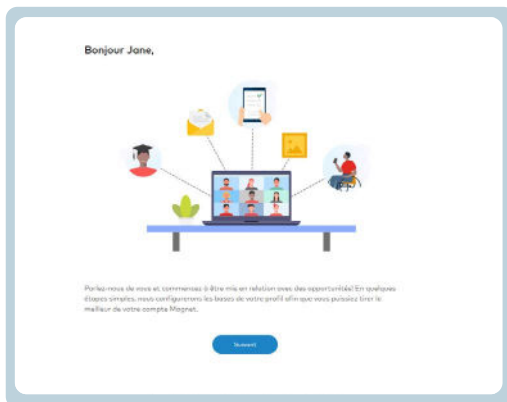 Bonjour Jane,
Parlez-nous de vous et commencez à être mis en relation avec des opportunités! En quelques
étapes simples, nous configurerons les bases de votre profil afin que vous puissiez tirer le
meilleur de votre compte Magnet.
Suivant